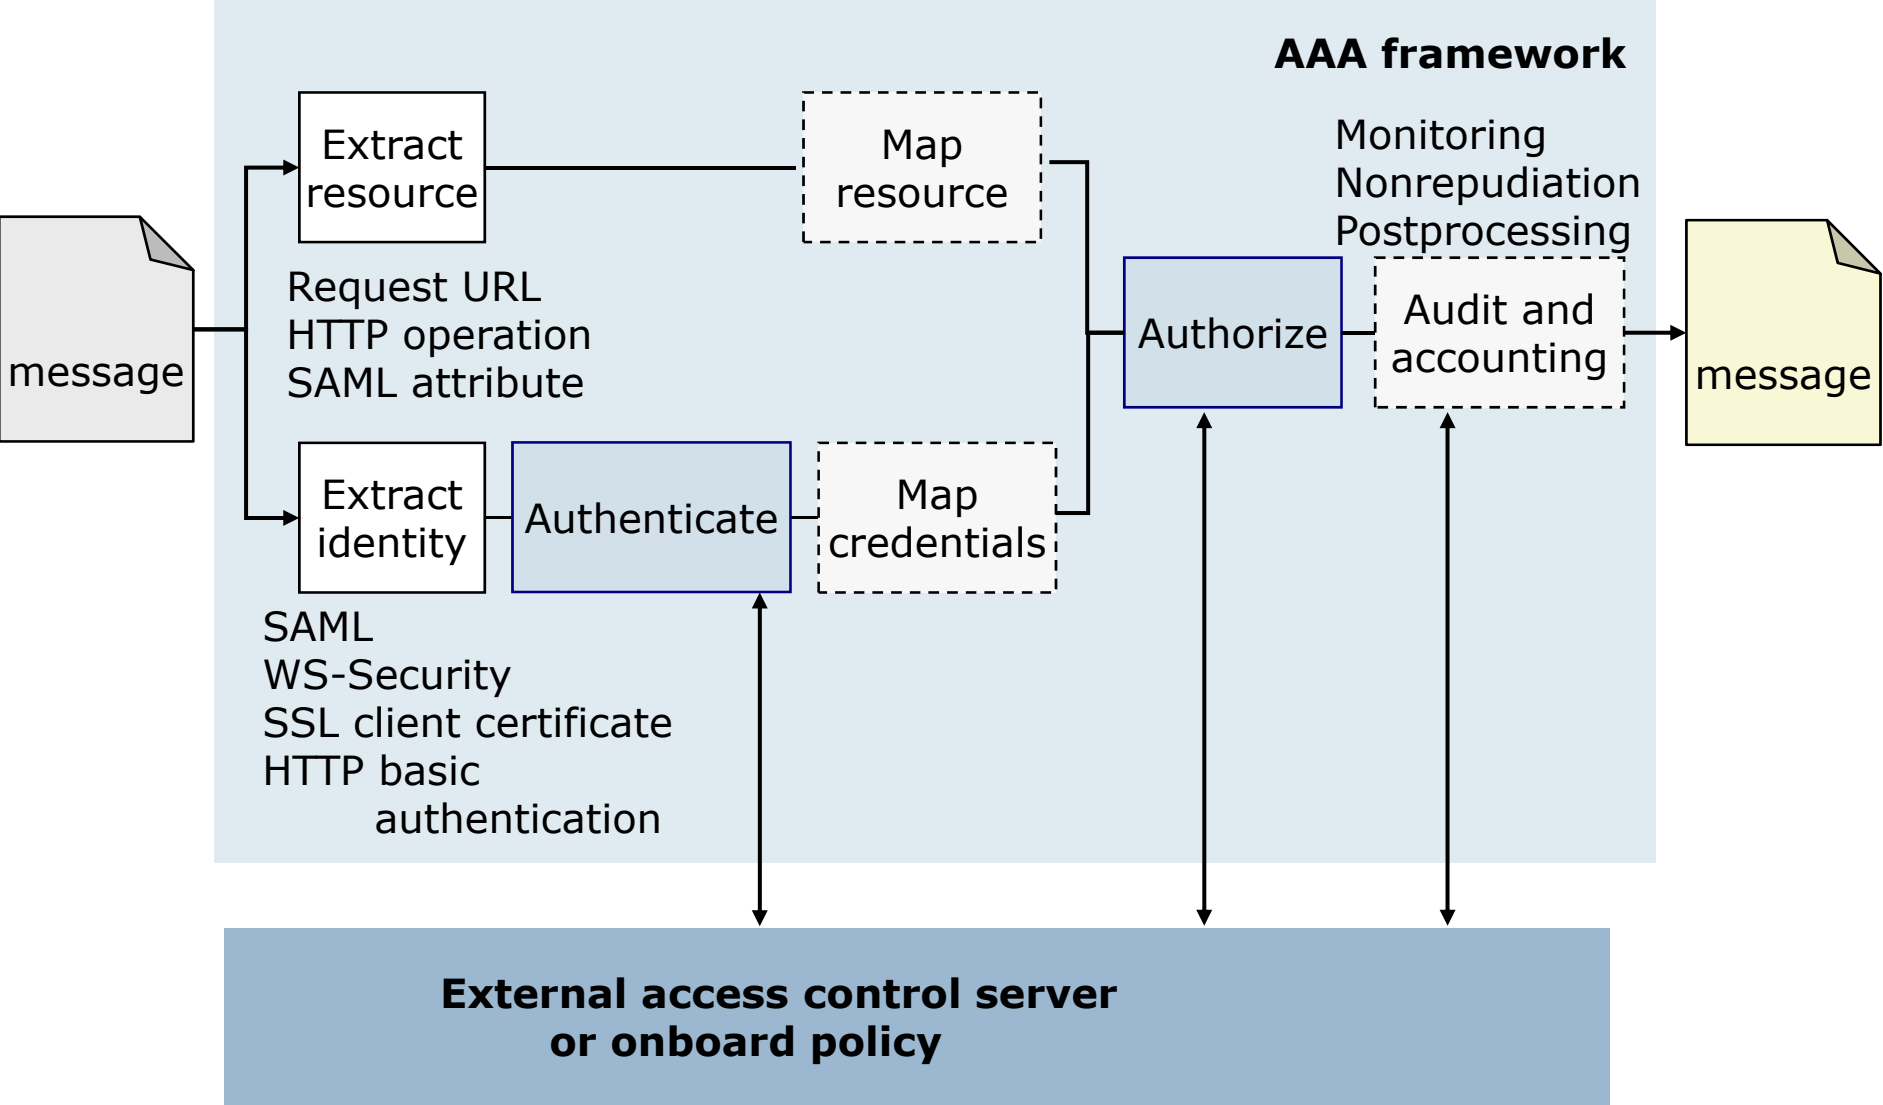 AAA framework
Extract
resource
Map
resource
Monitoring
Nonrepudiation
Postprocessing
message
Request URL
HTTP operation
SAML attribute
Authorize
Audit and
accounting
message
Extract
identity
Authenticate
Map
credentials
SAML
WS-Security
SSL client certificate
HTTP basic
authentication
External access control server
or onboard policy